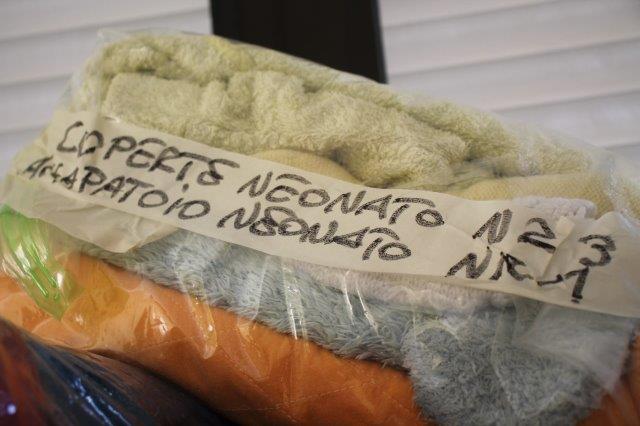 COPERTE NEONATO N 2 3
ACCAPATOIO NEONATO NR-1